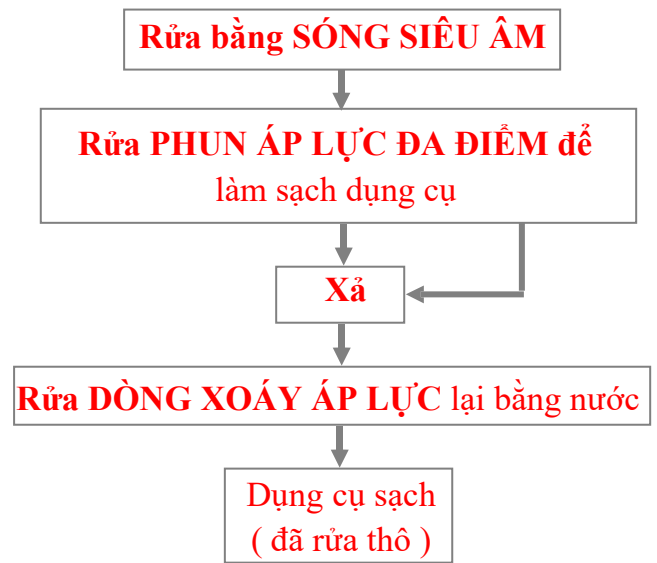 Rửa bằng SÓNG SIÊU ÂM
Rửa PHUN ÁP LỰC ĐA ĐIỂM để
làm sạch dụng cụ
Xả
Rửa DÒNG XOÁY ÁP LỰC lại bằng nước
Dụng cụ sạch
( đã rửa thô )